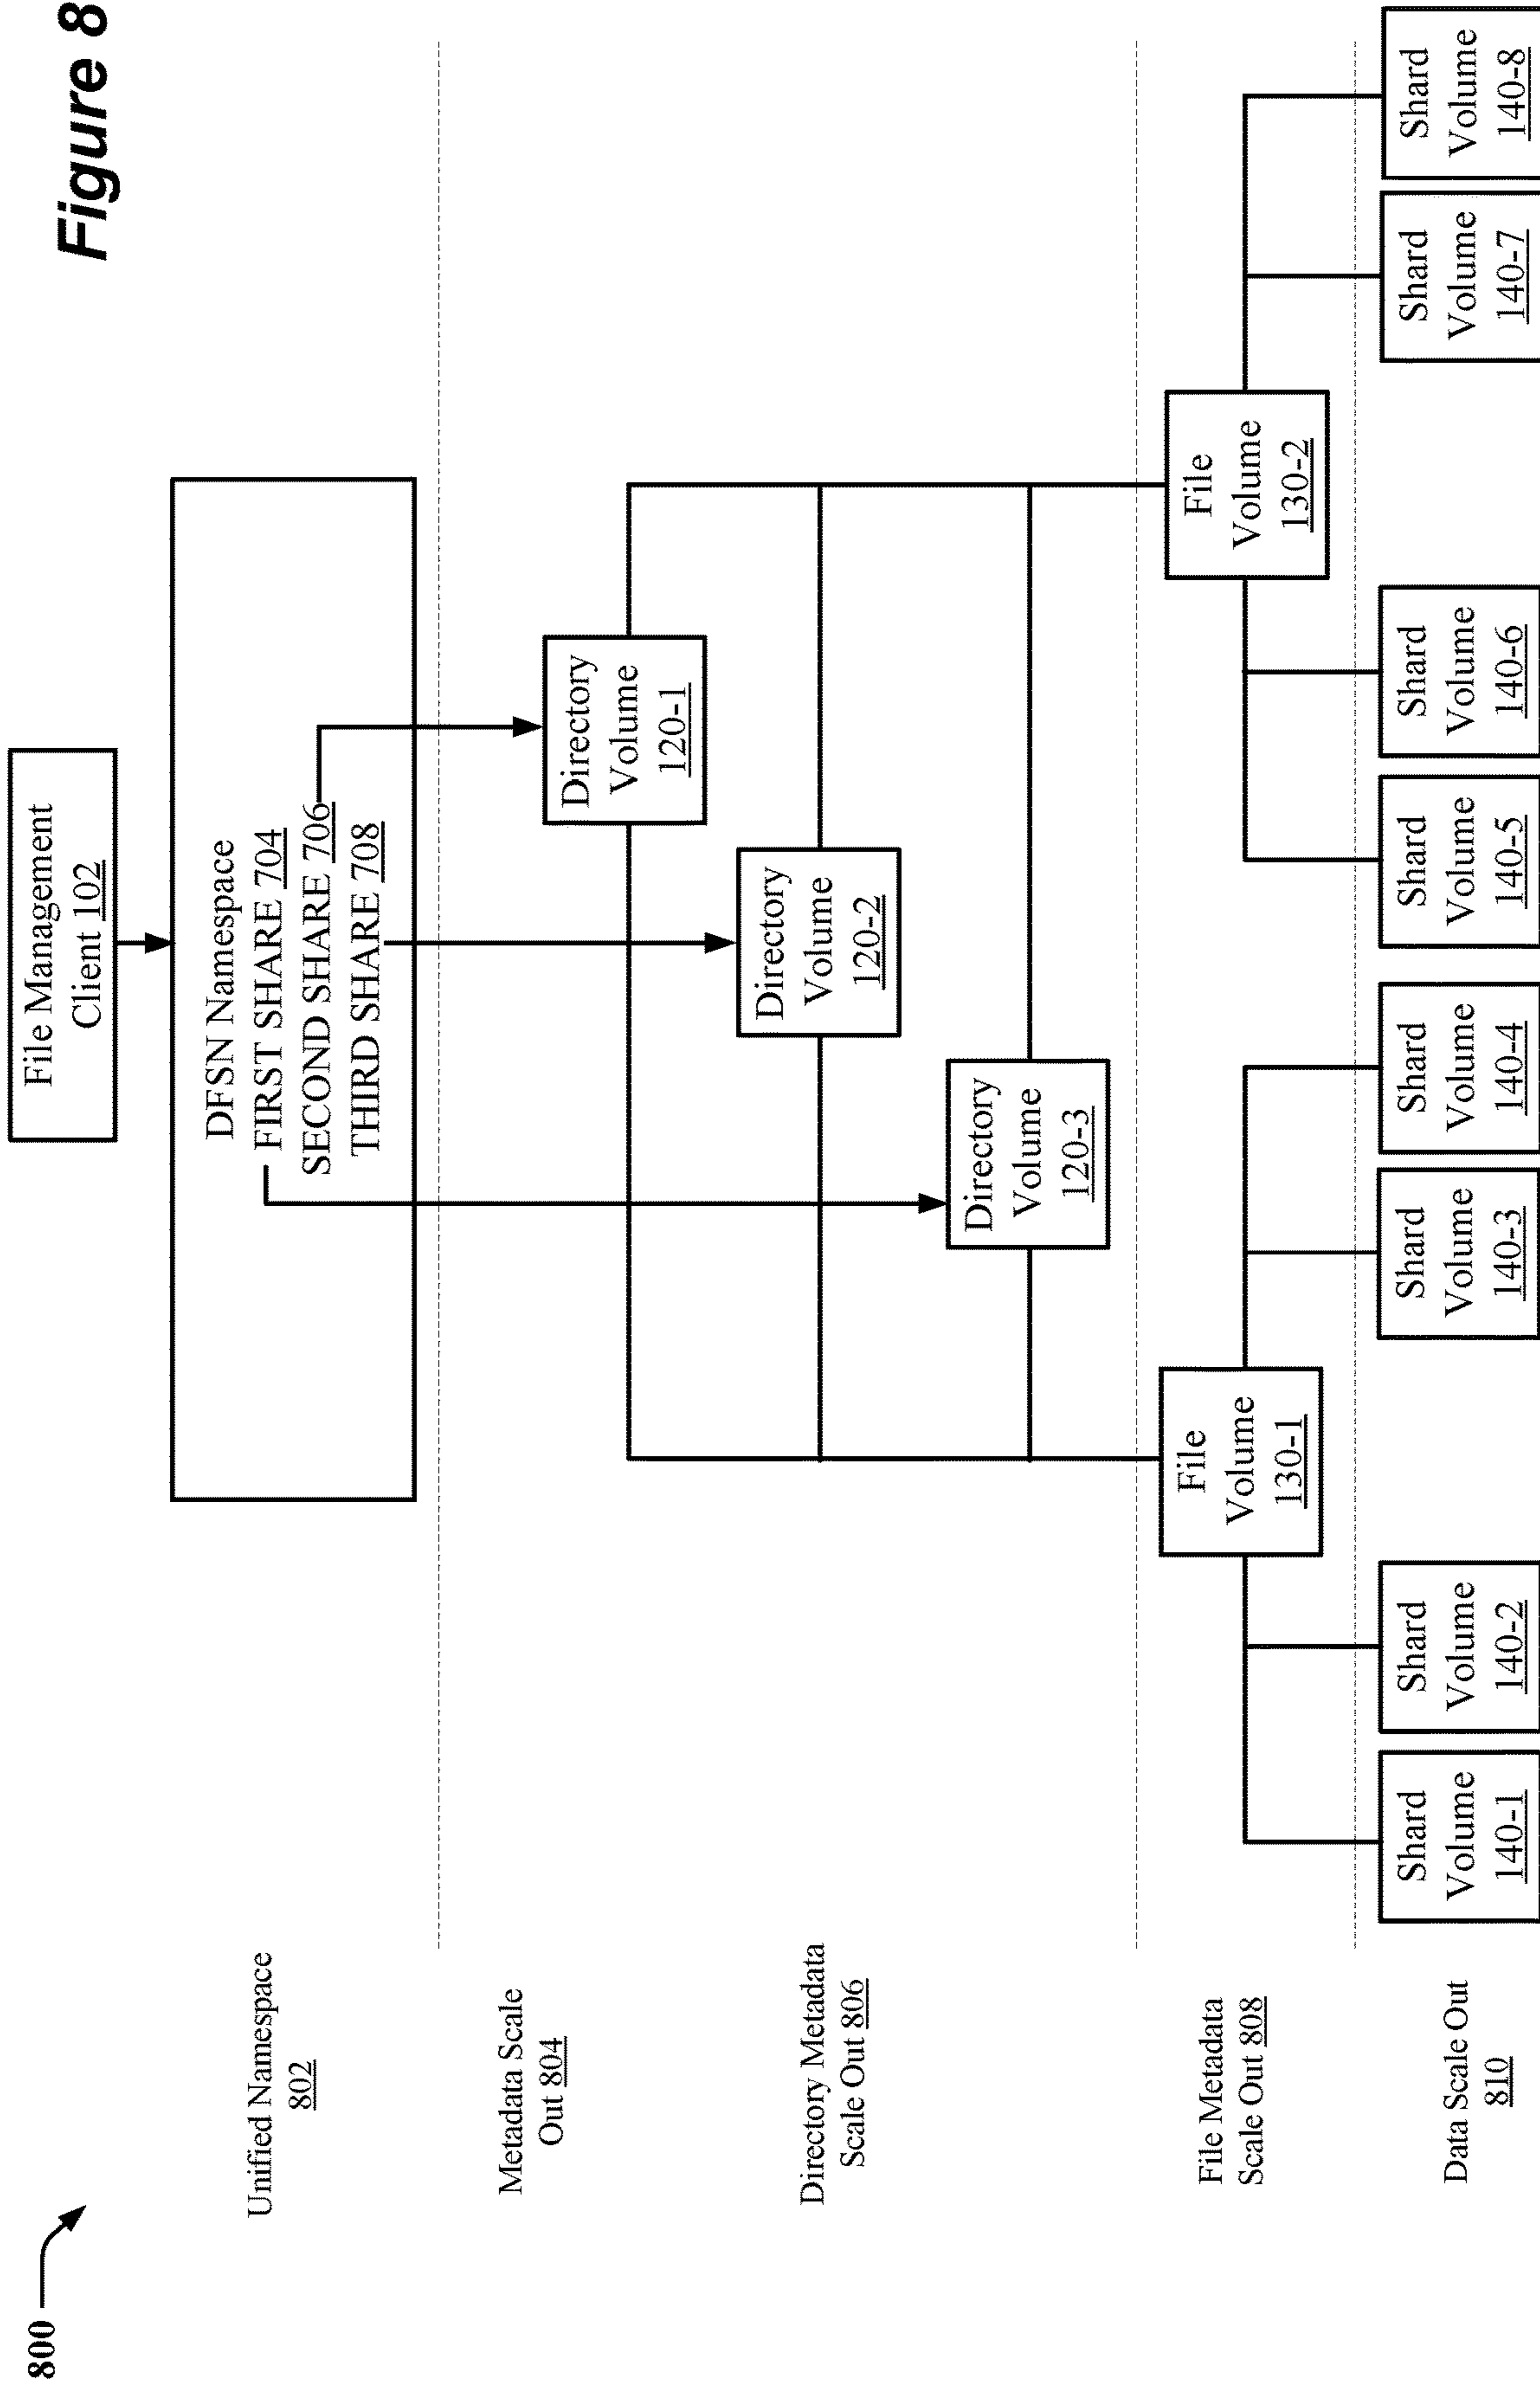 Figure 8
800
File Management
Client 102
Unified Namespace
802
DFSN Namespace
FIRST SHARE 704
SECOND SHARE 706
THIRD SHARE 708
Metadata Scale
Out 804
Directory Metadata
Scale Out 806
Directory
Volume
120-1
Directory
Volume
120-2
Directory
Volume
120-3
File Metadata
Scale Out 808
File
Volume
130-1
File
Volume
130-2
Data Scale Out
810
Shard
Volume
140-1
Shard
Volume
140-2
Shard
Volume
140-3
Shard
Volume
140-4
Shard
Volume
140-5
Shard
Volume
140-6
Shard
Volume
140-7
Shard
Volume
140-8